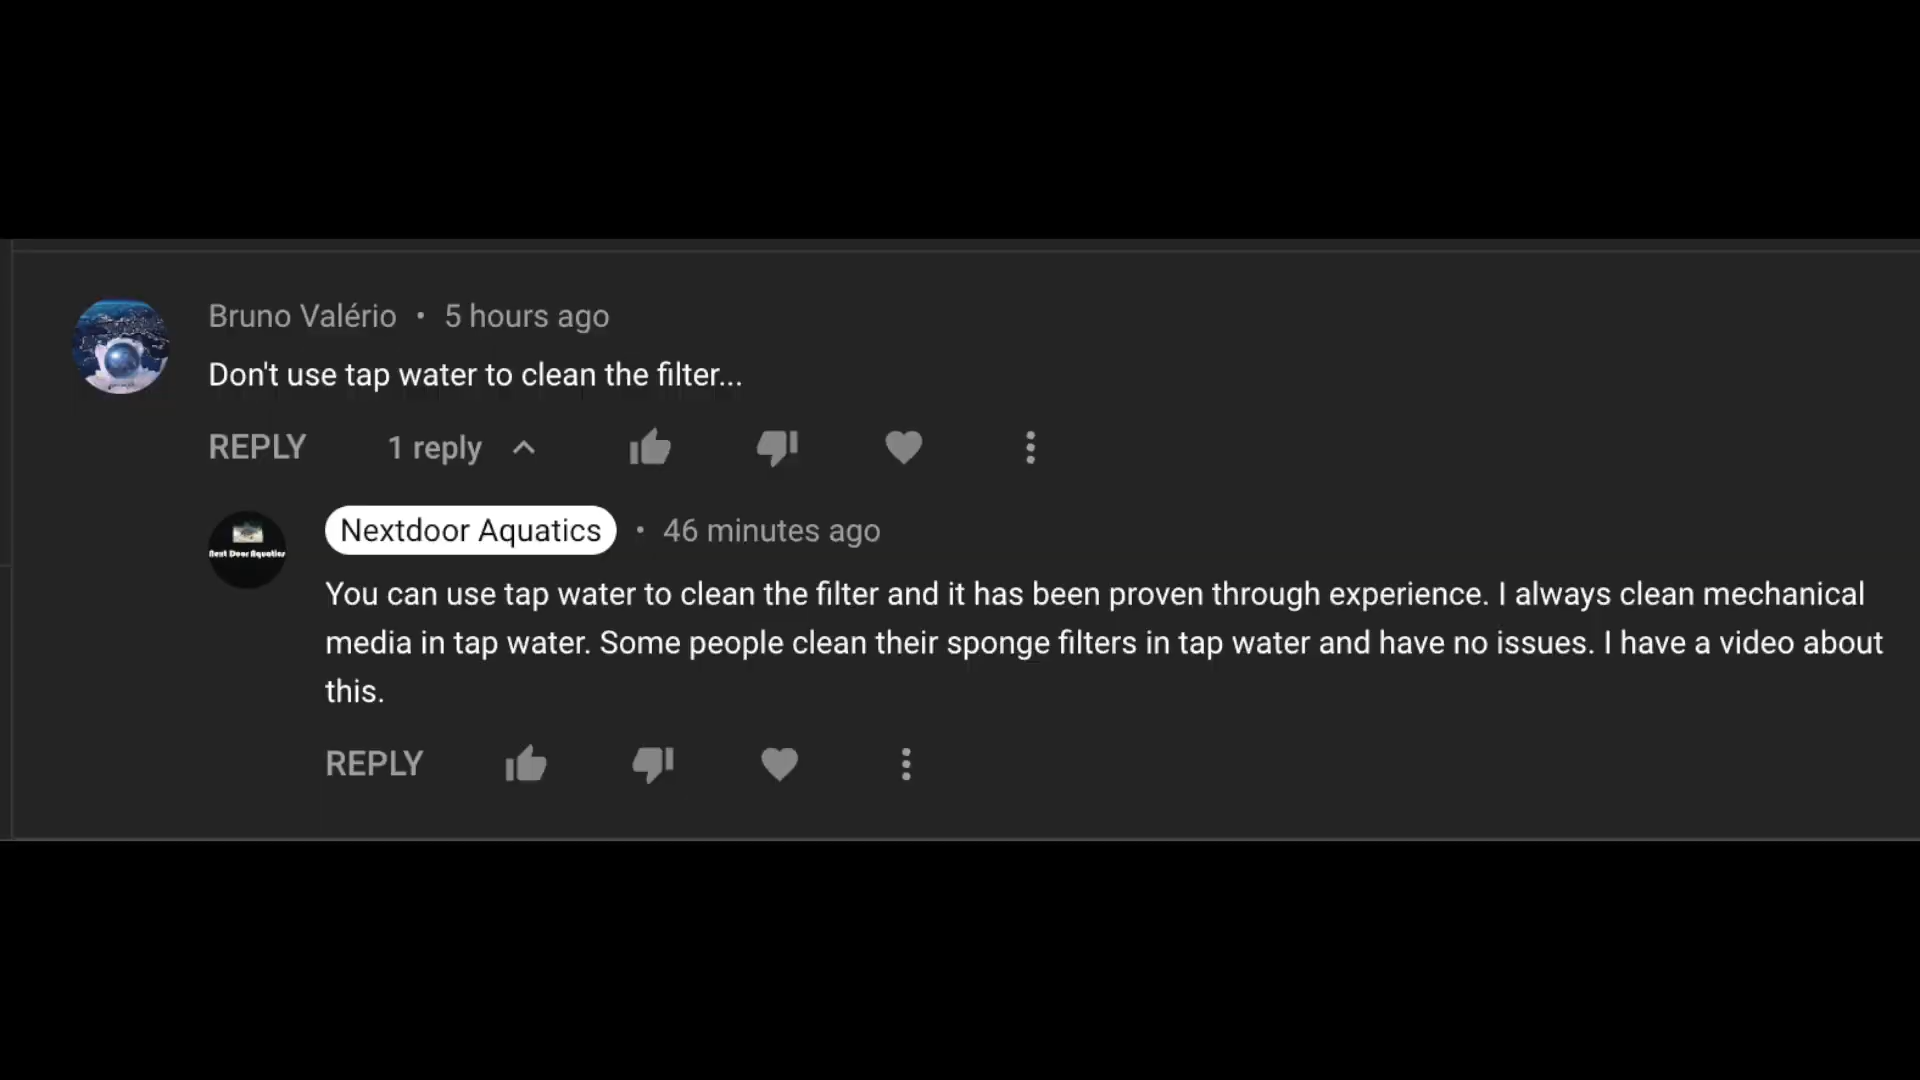 Bruno Valério • 5 hours ago
Don't use tap water to clean the filter...
REPLY 1 reply
Nextdoor Aquatics • 46 minutes ago
Next Door Aquatics
You can use tap water to clean the filter and it has been proven through experience. I always clean mechanical
media in tap water. Some people clean their sponge filters in tap water and have no issues. I have a video about
this.
REPLY